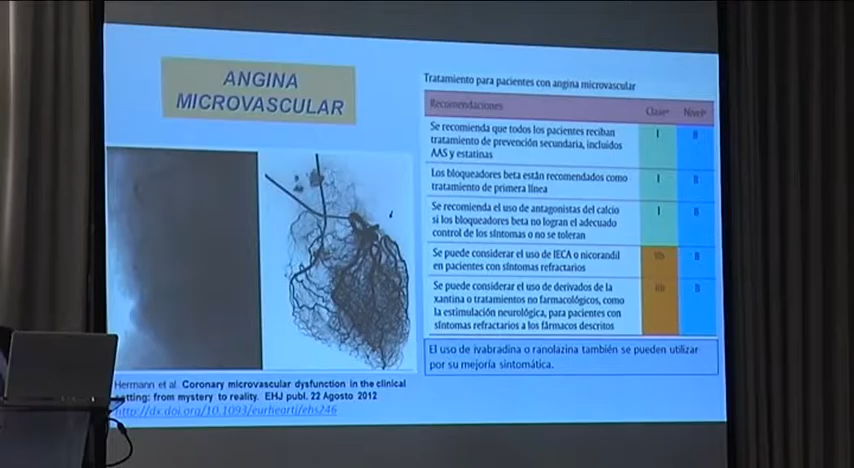 ANGINA
MICROVASCULAR
Tratamiento para pacientes con angina microvascular
Recomendaciones Claseª Nivelᵇ
Se recomienda que todos los pacientes reciban
tratamiento de prevención secundaria, incluidos
AAS y estatinas
I B
Los bloqueadores beta están recomendados como
tratamiento de primera línea
I B
Se recomienda el uso de antagonistas del calcio
si los bloqueadores beta no logran el adecuado
control de los síntomas o no se toleran
I B
Se puede considerar el uso de IECA o nicorandil
en pacientes con síntomas refractarios
IIb B
Se puede considerar el uso de derivados de la
xantina o tratamientos no farmacológicos, como
la estimulación neurológica, para pacientes con
síntomas refractarios a los fármacos descritos
IIb B
El uso de ivabradina o ranolazina también se pueden utilizar
por su mejoría sintomática.
Hermann et al. Coronary microvascular dysfunction in the clinical
setting: from mystery to reality. EHJ publ. 22 Agosto 2012
http://dx.doi.org/10.1093/eurheartj/ehs246